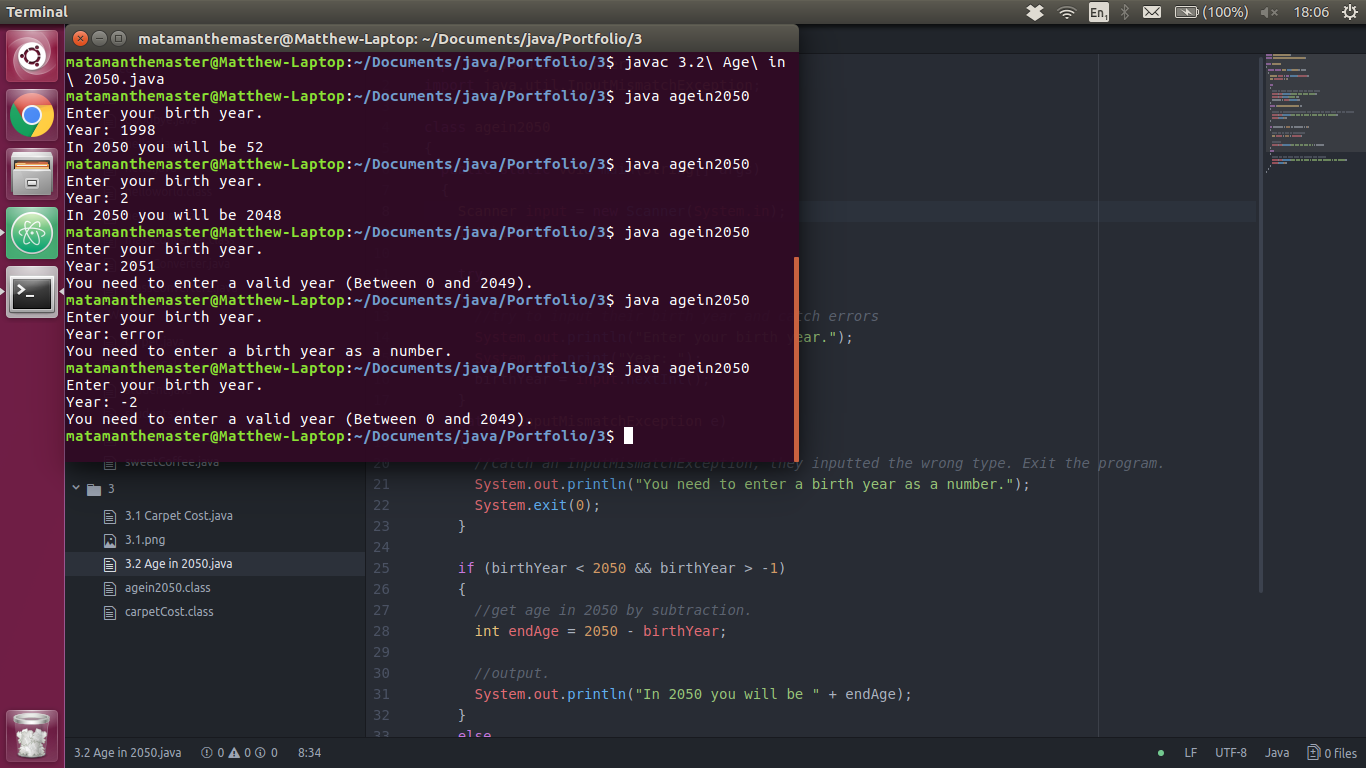 Terminal
En1
(100%)
18:06
matamanthemaster@Matthew-Laptop: ~/Documents/java/Portfolio/3
matamanthemaster@Matthew-Laptop:~/Documents/java/Portfolio/3$ javac 3.2\ Age\ in
\ 2050.java
matamanthemaster@Matthew-Laptop:~/Documents/java/Portfolio/3$ java agein2050
Enter your birth year.
Year: 1998
In 2050 you will be 52
matamanthemaster@Matthew-Laptop:~/Documents/java/Portfolio/3$ java agein2050
Enter your birth year.
Year: 2
In 2050 you will be 2048
matamanthemaster@Matthew-Laptop:~/Documents/java/Portfolio/3$ java agein2050
Enter your birth year.
Year: 2051
You need to enter a valid year (Between 0 and 2049).
matamanthemaster@Matthew-Laptop:~/Documents/java/Portfolio/3$ java agein2050
Enter your birth year.
Year: error
You need to enter a birth year as a number.
matamanthemaster@Matthew-Laptop:~/Documents/java/Portfolio/3$ java agein2050
Enter your birth year.
Year: -2
You need to enter a valid year (Between 0 and 2049).
matamanthemaster@Matthew-Laptop:~/Documents/java/Portfolio/3$
tch errors
System.out.println("Enter your birth year.");
sweetCoffee.java
3
3.1 Carpet Cost.java
3.1.png
3.2 Age in 2050.java
agein2050.class
carpetCost.class
20 //Catch an InputMismatchException, they inputted the wrong type. Exit the program.
21 System.out.println("You need to enter a birth year as a number.");
22 System.exit(0);
23 }
24
25 if (birthYear < 2050 && birthYear > -1)
26 {
27 //get age in 2050 by subtraction.
28 int endAge = 2050 - birthYear;
29
30 //output.
31 System.out.println("In 2050 you will be " + endAge);
32 }
33 else
3.2 Age in 2050.java
0
0
0
8:34
LF
UTF-8
Java
0 files